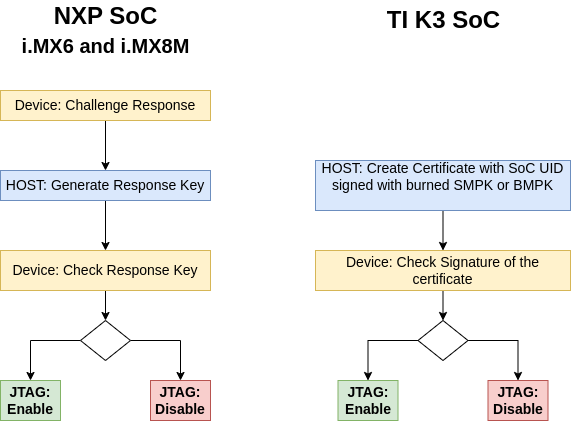 NXP SoC
i.MX6 and i.MX8M
Device: Challenge Response
HOST: Generate Response Key
Device: Check Response Key
JTAG:
Enable
JTAG:
Disable
TI K3 SoC
HOST: Create Certificate with SoC UID
signed with burned SMPK or BMPK
Device: Check Signature of the
certificate
JTAG:
Enable
JTAG:
Disable